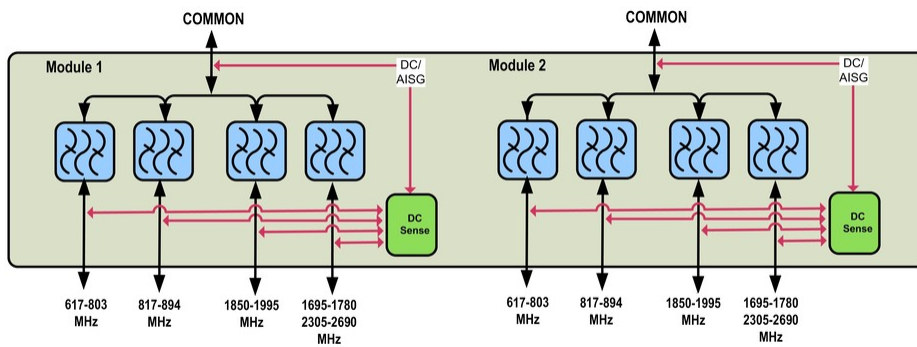 COMMON
COMMON
Module 1
DC/
AISG
Module 2
DC/
AISG
DC
Sense
DC
Sense
617-803
MHz
817-894
MHz
1850-1995
MHz
1695-1780
2305-2690
MHz
617-803
MHz
817-894
MHz
1850-1995
MHz
1695-1780
2305-2690
MHz